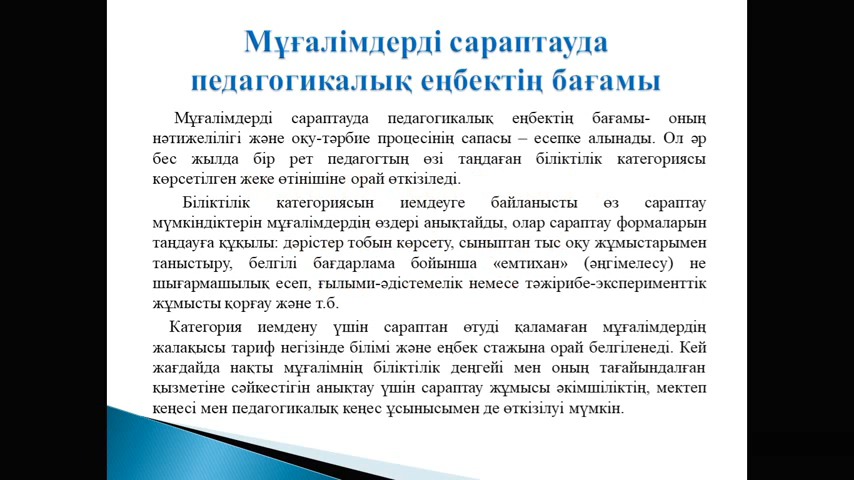 Мұғалімдерді сараптауда
педагогикалық еңбектің бағамы
Мұғалімдерді сараптауда педагогикалық еңбектің бағамы- оның
нәтижелілігі және оқу-тәрбие процесінің сапасы – есепке алынады. Ол әр
бес жылда бір рет педагогтың өзі таңдаған біліктілік категориясы
көрсетілген жеке өтінішіне орай өткізіледі.
Біліктілік категориясын иемдеуге байланысты өз сараптау
мүмкіндіктерін мұғалімдердің өздері анықтайды, олар сараптау формаларын
таңдауға құқылы: дәрістер тобын көрсету, сыныптан тыс оқу жұмыстарымен
таныстыру, белгілі бағдарлама бойынша «емтихан» (әңгімелесу) не
шығармашылық есеп, ғылыми-әдістемелік немесе тәжірибе-эксперименттік
жұмысты қорғау және т.б.
Категория иемдену үшін сараптан өтуді қаламаған мұғалімдердің
жалақысы тариф негізінде білімі және еңбек стажына орай белгіленеді. Кей
жағдайда нақты мұғалімнің біліктілік деңгейі мен оның тағайындалған
қызметіне сәйкестігін анықтау үшін сараптау жұмысы әкімшіліктің, мектеп
кеңесі мен педагогикалық кеңес ұсынысымен де өткізілуі мүмкін.